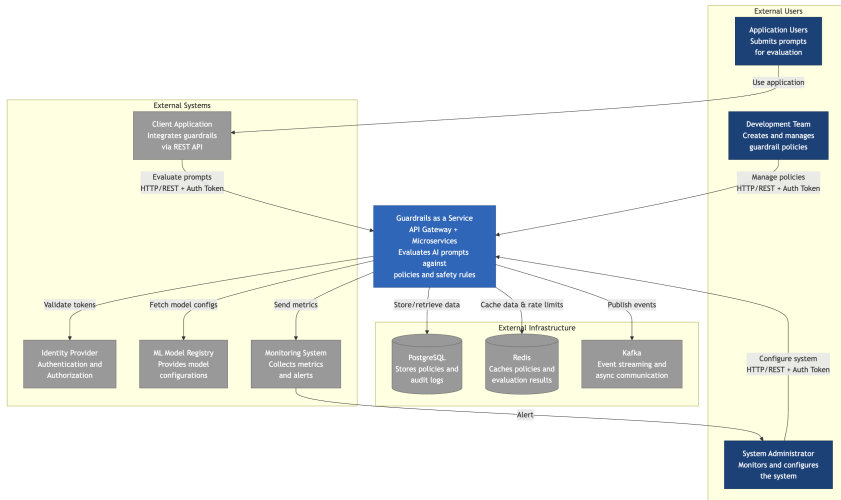 External Users
Application Users
Submits prompts
for evaluation
Use application
External Systems
Client Application
Integrates guardrails
via REST API
Development Team
Creates and manages
guardrail policies
Evaluate prompts
HTTP/REST + Auth Token
Manage policies
HTTP/REST + Auth Token
Guardrails as a Service
API Gateway +
Microservices
Evaluates AI prompts
against
policies and safety rules
Validate tokens
Fetch model configs
Send metrics
Store/retrieve data
Cache data & rate limits
Publish events
External Infrastructure
Identity Provider
Authentication and
Authorization
ML Model Registry
Provides model
configurations
Monitoring System
Collects metrics
and alerts
PostgreSQL
Stores policies and
audit logs
Redis
Caches policies and
evaluation results
Kafka
Event streaming and
async communication
Configure system
HTTP/REST + Auth Token
Alert
System Administrator
Monitors and configures
the system